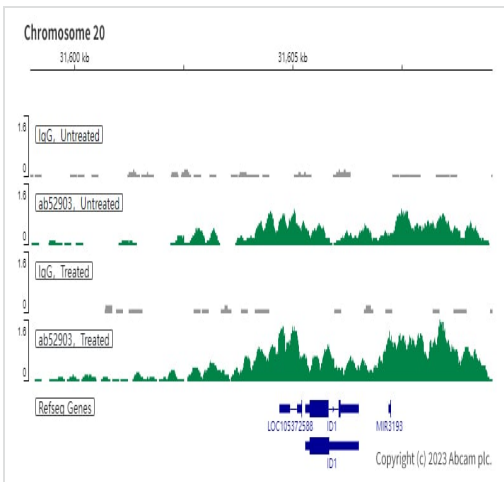 Chromosome 20
31,600 kb 31,605 kb
1.6
IgG, Untreated
0
1.6
ab52903, Untreated
0
1.6
IgG, Treated
0
1.6
ab52903, Treated
0
Refseq Genes
LOC105372588 ID1 MIR3193
ID1
Copyright (c) 2023 Abcam plc.